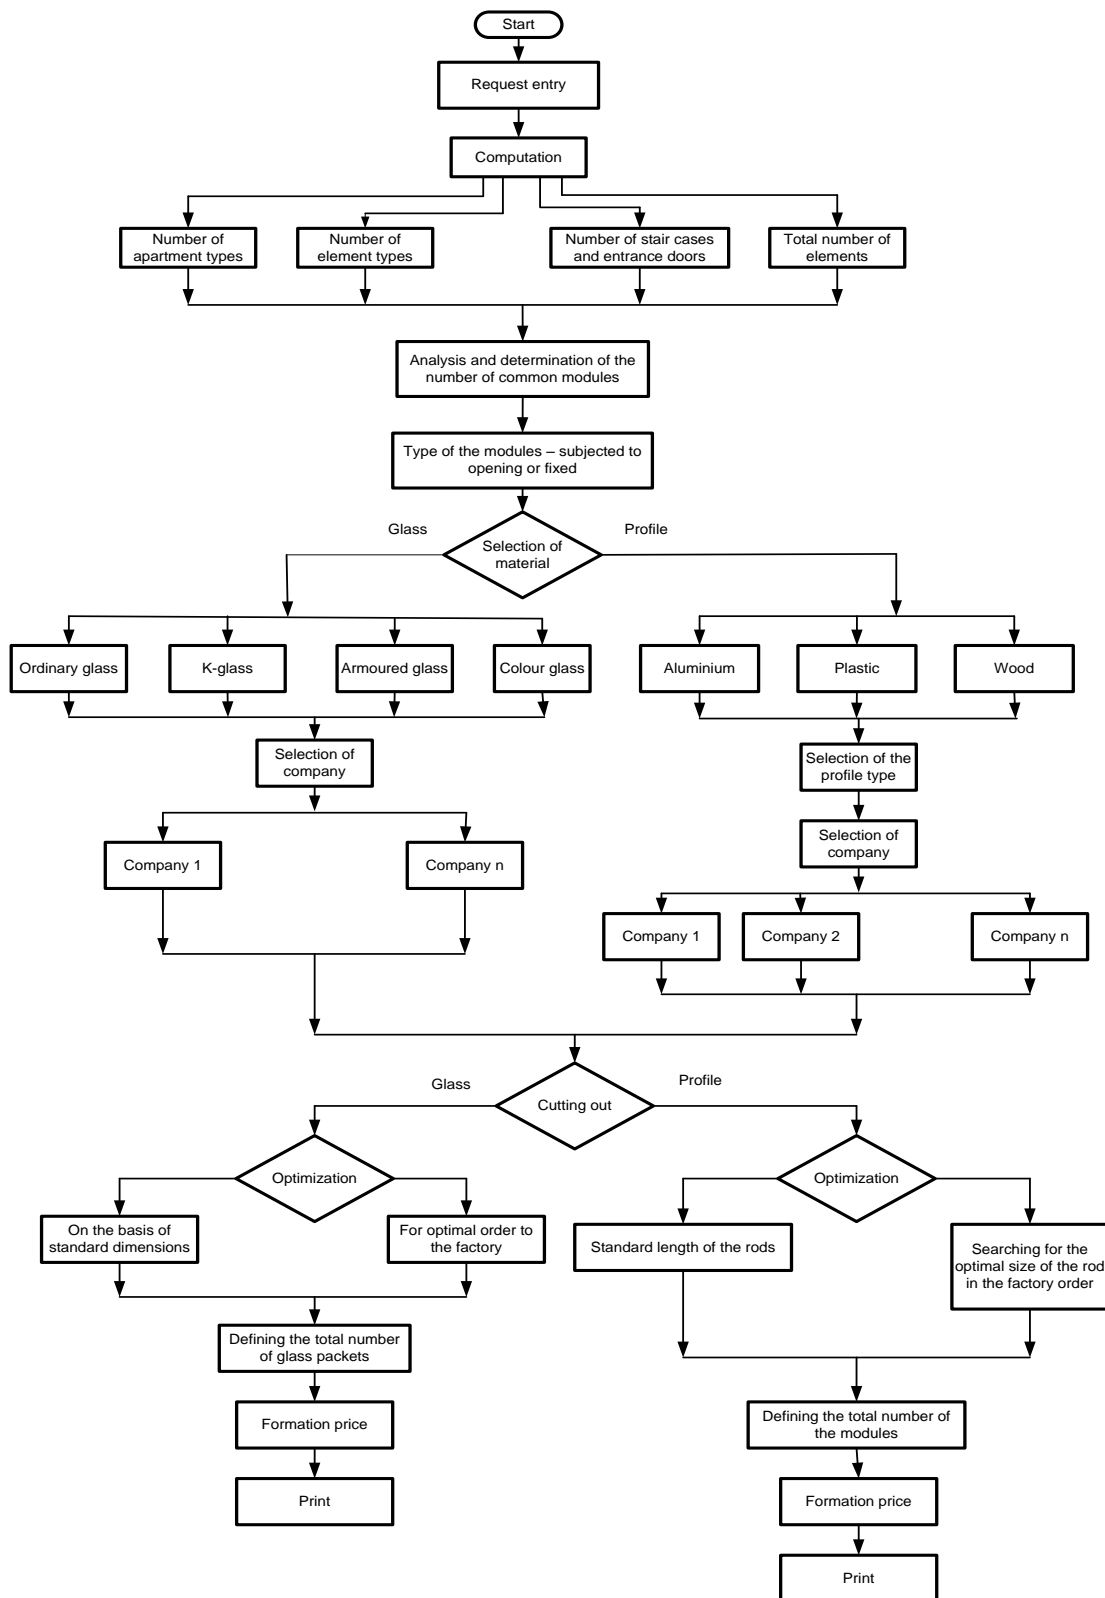 Start
Request entry
Computation
Number of
apartment types
Number of
element types
Number of stair cases
and entrance doors
Total number of
elements
Analysis and determination of the
number of common modules
Type of the modules – subjected to
opening or fixed
Glass
Profile
Selection of
material
Ordinary glass
K-glass
Armoured glass
Colour glass
Aluminium
Plastic
Wood
Selection of
company
Selection of the
profile type
Selection of
company
Company 1
Company n
Company 1
Company 2
Company n
Glass
Profile
Cutting out
Optimization
Optimization
On the basis of
standard dimensions
For optimal order to
the factory
Standard length of the rods
Searching for the
optimal size of the rod
in the factory order
Defining the total number
of glass packets
Formation price
Print
Defining the total number of
the modules
Formation price
Print